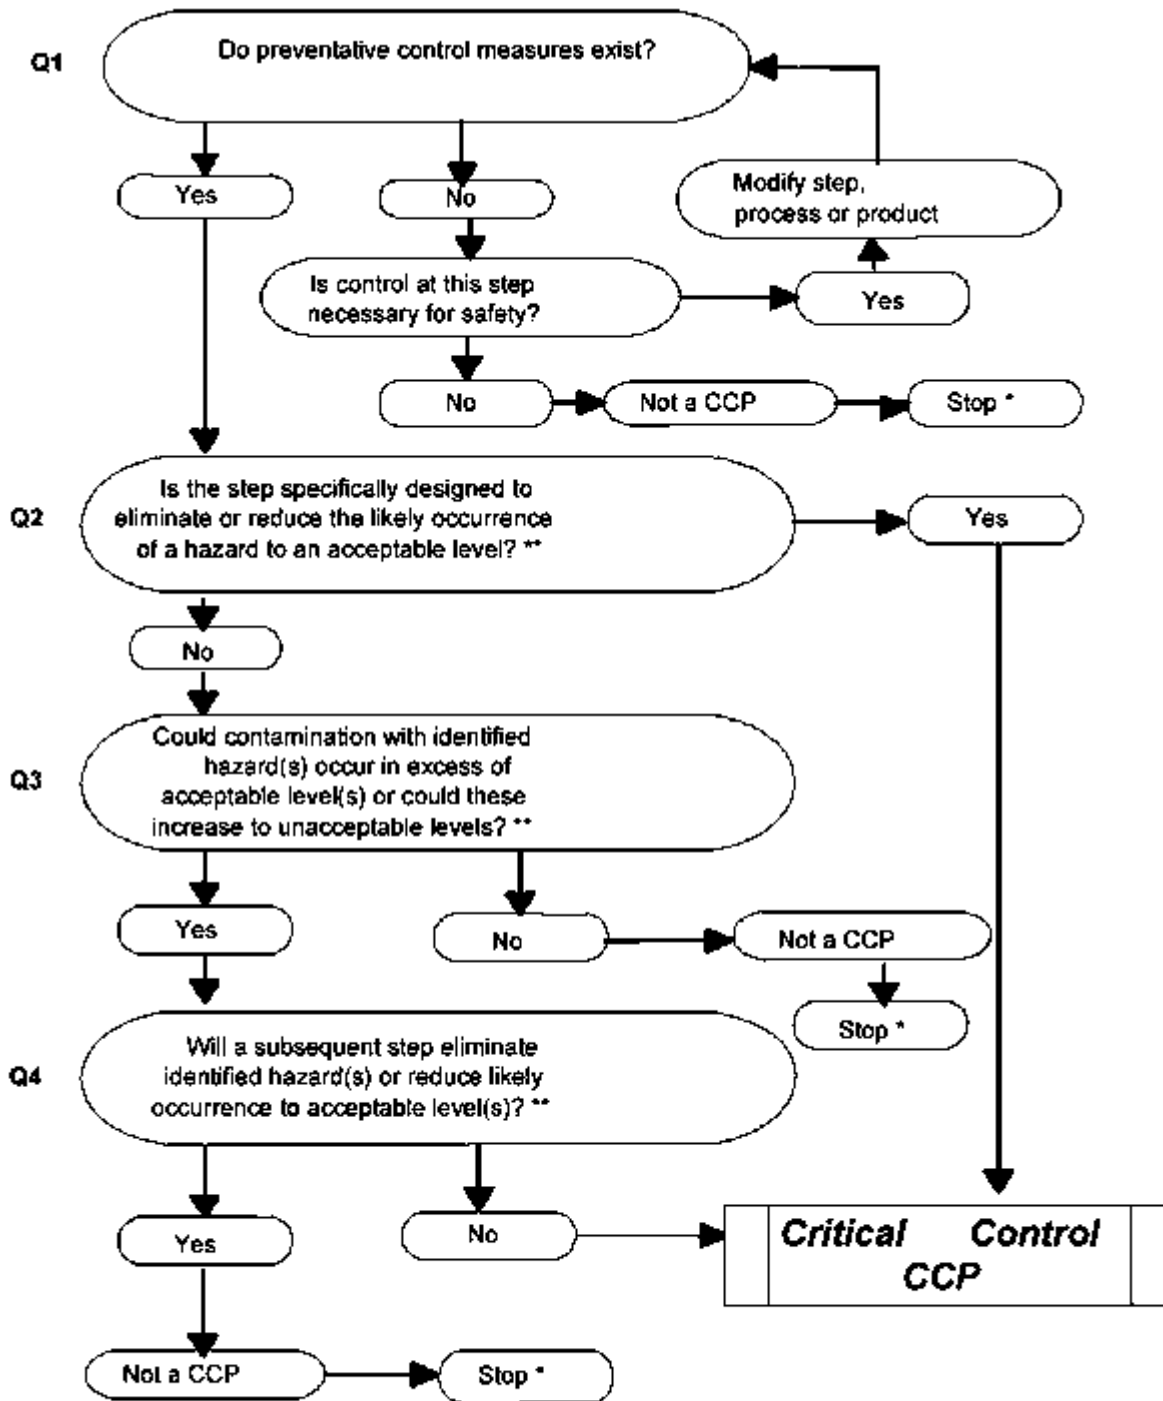 Q1
Do preventative control measures exist?
Yes
No
Modify step,
process or product
Is control at this step
necessary for safety?
Yes
No
Not a CCP
Stop *
Q2
Is the step specifically designed to
eliminate or reduce the likely occurrence
of a hazard to an acceptable level? **
Yes
No
Q3
Could contamination with identified
hazard(s) occur in excess of
acceptable level(s) or could these
increase to unacceptable levels? **
Yes
No
Not a CCP
Stop *
Q4
Will a subsequent step eliminate
identified hazard(s) or reduce likely
occurrence to acceptable level(s)? **
Yes
No
Critical Control
CCP
Not a CCP
Stop *